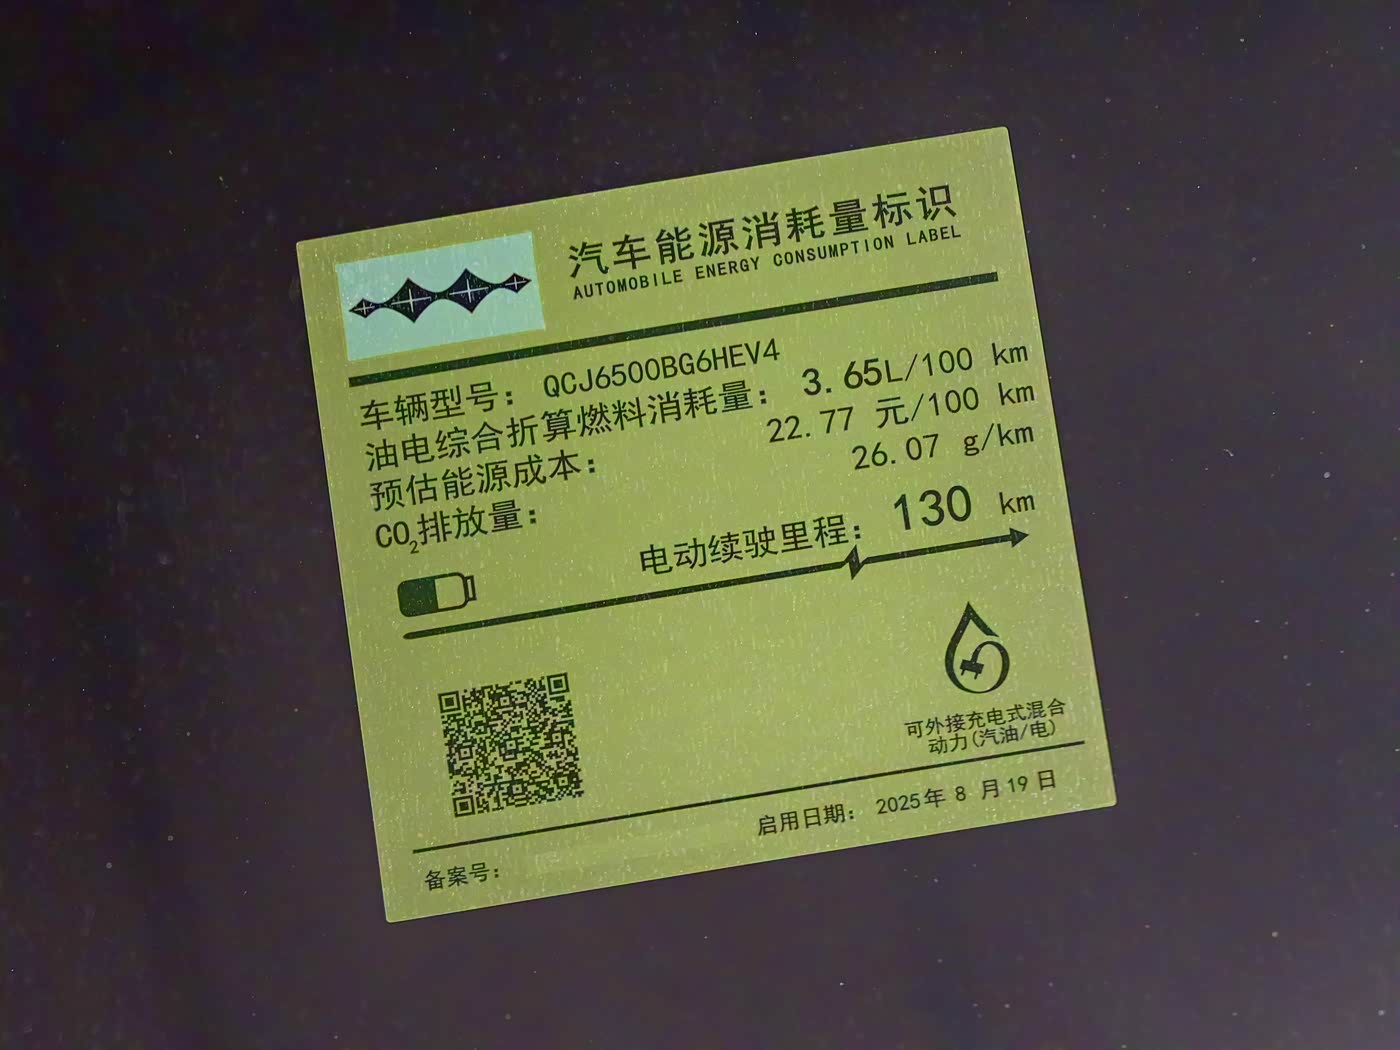 汽车能源消耗量标识
AUTOMOBILE ENERGY CONSUMPTION LABEL
车辆型号: QCJ6500BG6HEV4
油电综合折算燃料消耗量: 3.65L/100 km
预估能源成本: 22.77 元/100 km
CO₂排放量: 26.07 g/km
电动续驶里程: 130 km
可外接充电式混合
动力(汽油/电)
启用日期: 2025年 8 月 19 日
备案号: